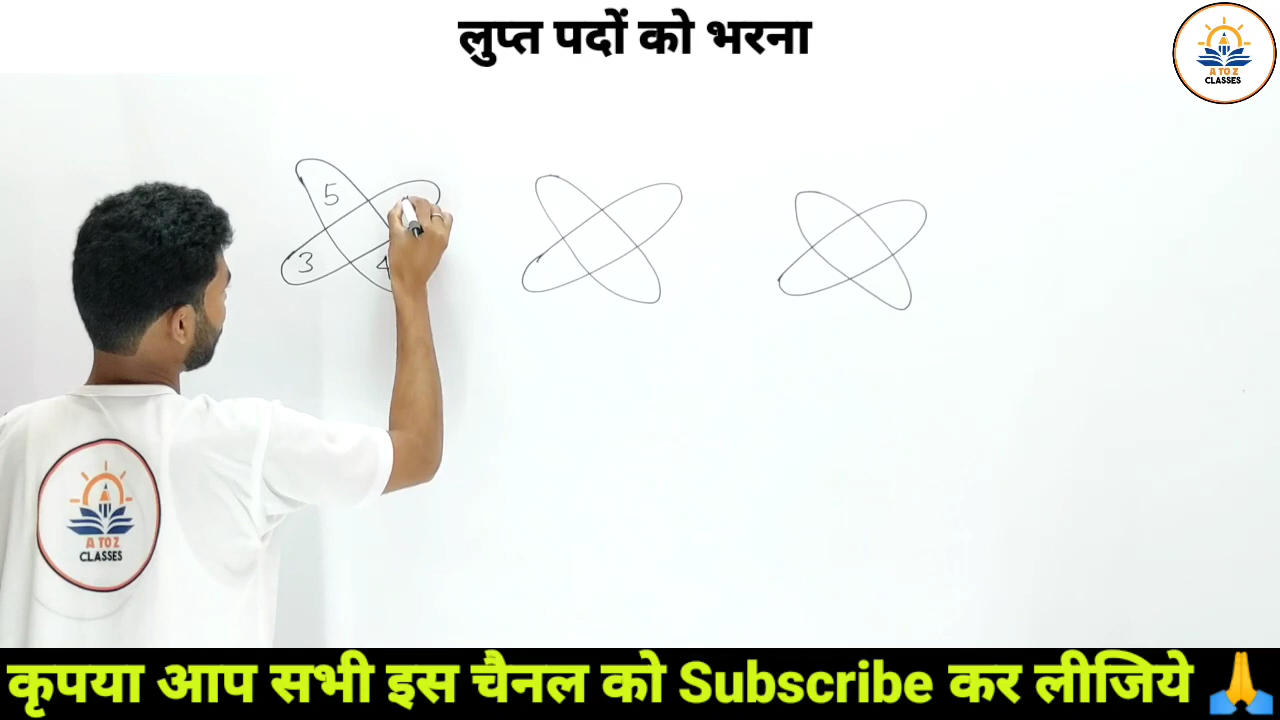 लुप्त पदों को भरना
A TO Z
CLASSES
5
3
4
A TO Z
CLASSES
कृपया आप सभी इस चैनल को Subscribe कर लीजिये 🙏